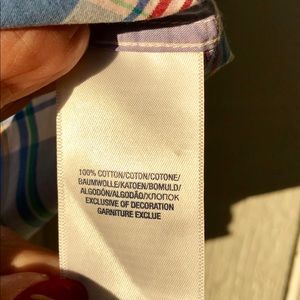 100% COTTON/COTON/COTONE/
BAUMWOLLE/KATOEN/BOMULD/
ALGODÓN/ALGODÃO/ХЛОПОК
EXCLUSIVE OF DECORATION
GARNITURE EXCLUE